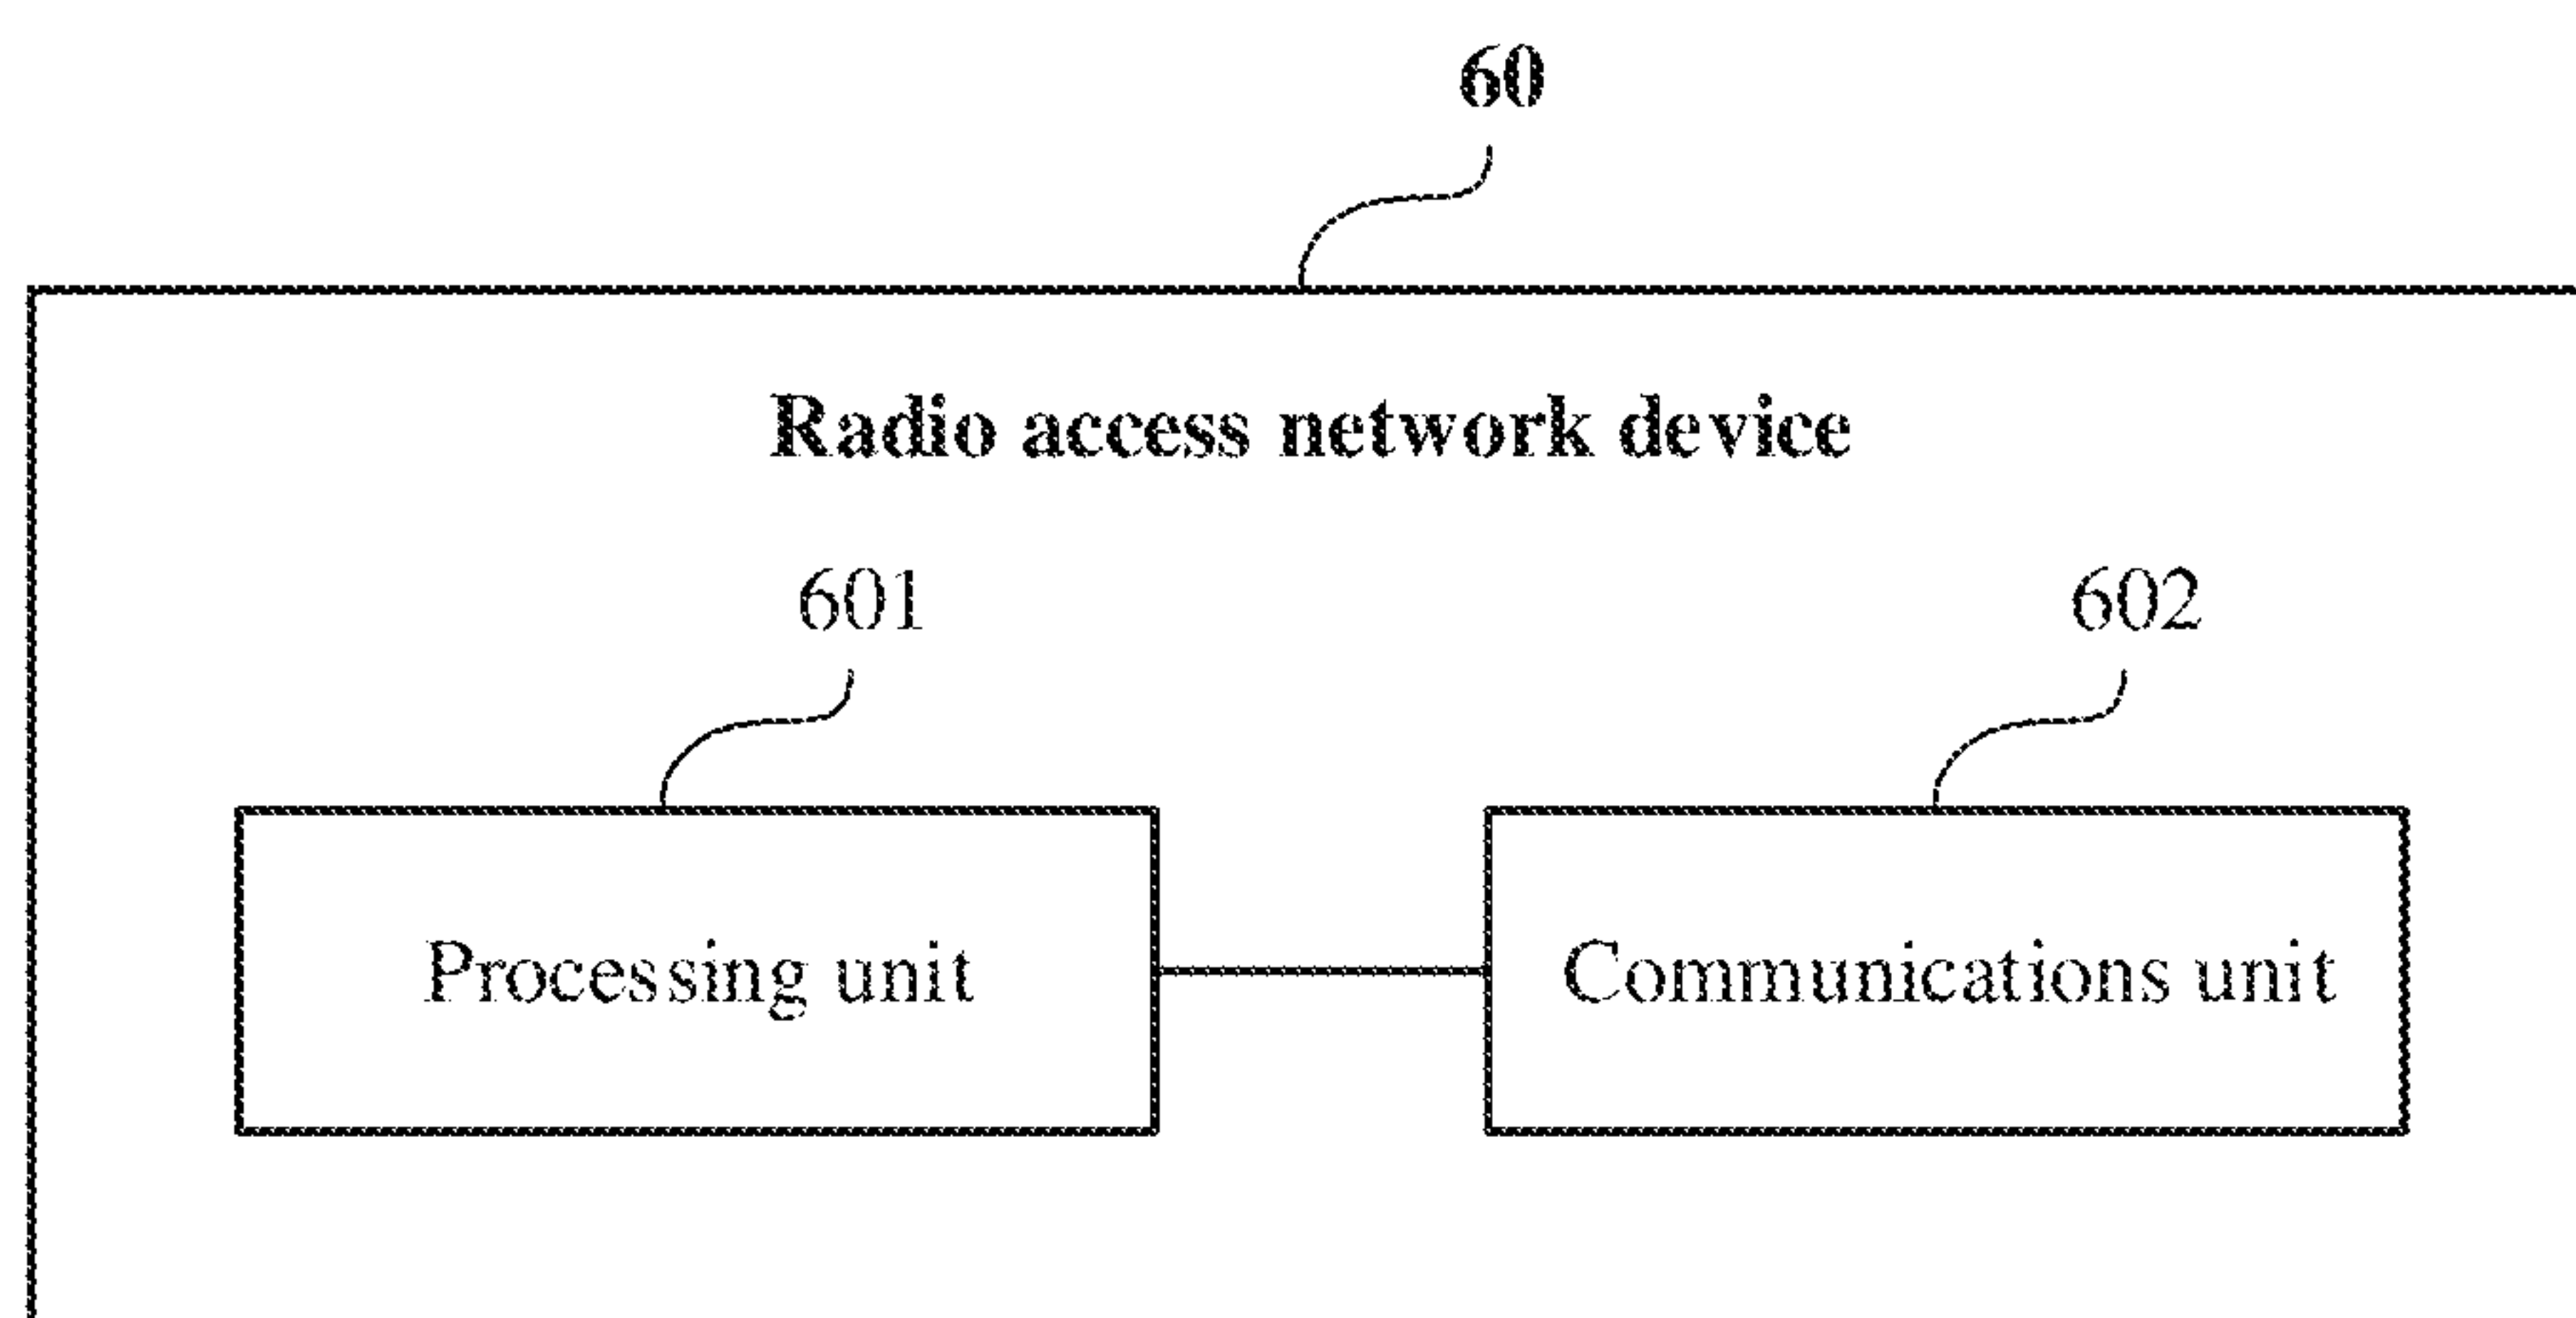 60
Radio access network device
601
602
Processing unit
Communications unit